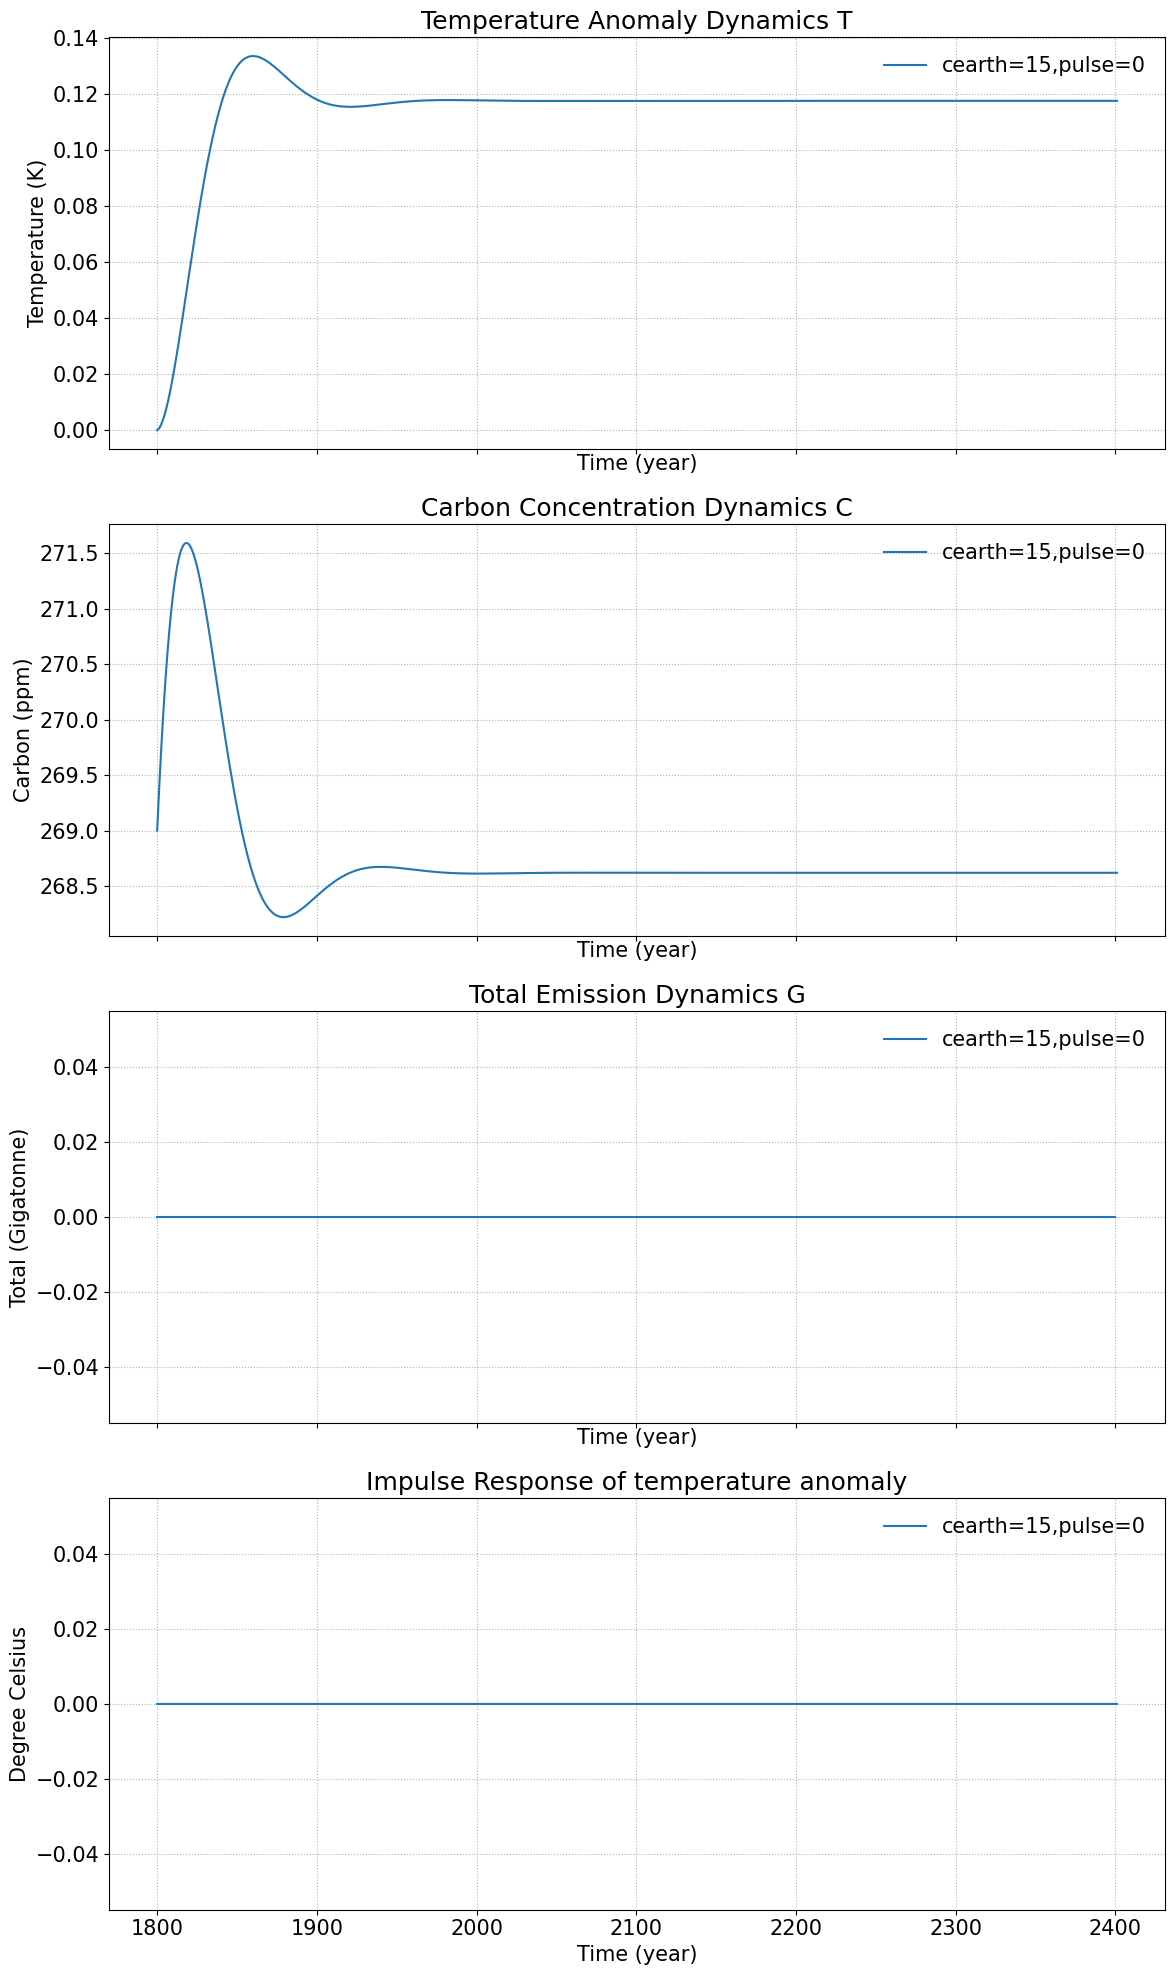 Temperature Anomaly Dynamics T
0.14
0.12
0.10
0.08
0.06
0.04
0.02
0.00
Temperature (K)
cearth=15,pulse=0
Time (year)
Carbon Concentration Dynamics C
271.5
271.0
270.5
270.0
269.5
269.0
268.5
Carbon (ppm)
cearth=15,pulse=0
Time (year)
Total Emission Dynamics G
0.04
0.02
0.00
−0.02
−0.04
Total (Gigatonne)
cearth=15,pulse=0
Time (year)
Impulse Response of temperature anomaly
0.04
0.02
0.00
−0.02
−0.04
Degree Celsius
cearth=15,pulse=0
1800 1900 2000 2100 2200 2300 2400
Time (year)